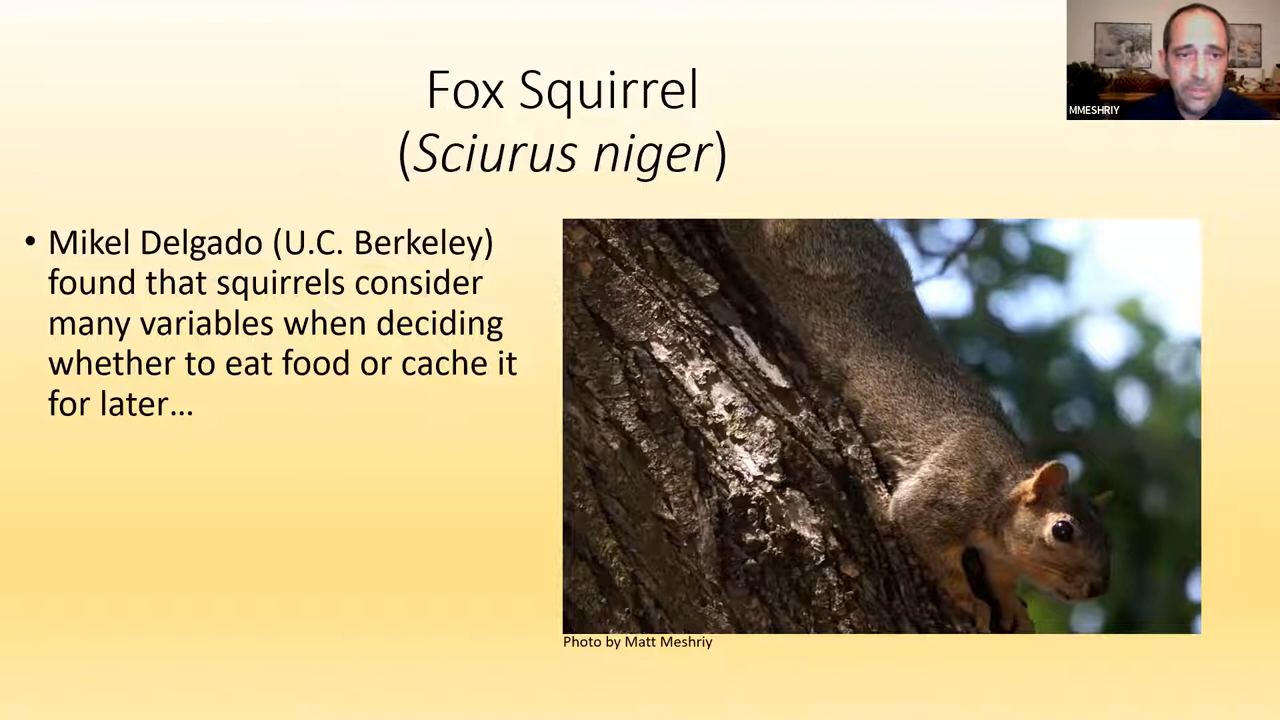 Fox Squirrel
(Sciurus niger)
MMESHRIY
• Mikel Delgado (U.C. Berkeley)
found that squirrels consider
many variables when deciding
whether to eat food or cache it
for later...
Photo by Matt Meshriy